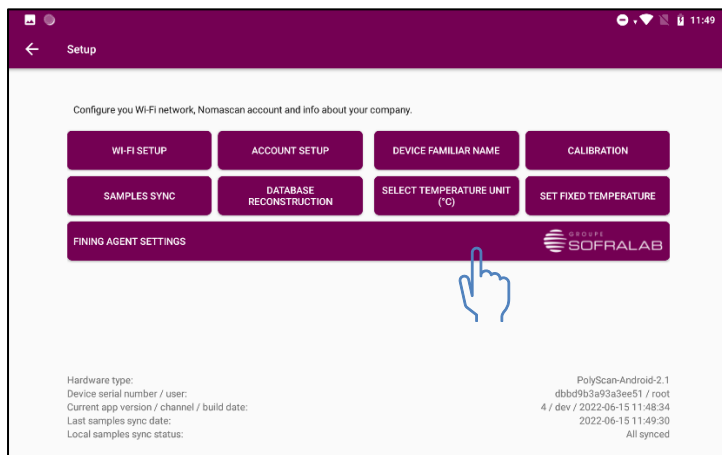 11:49
Setup
Configure you Wi-Fi network, Nomascan account and info about your company.
WI-FI SETUP
ACCOUNT SETUP
DEVICE FAMILIAR NAME
CALIBRATION
SAMPLES SYNC
DATABASE
RECONSTRUCTION
SELECT TEMPERATURE UNIT
(°C)
SET FIXED TEMPERATURE
FINING AGENT SETTINGS
GROUPE
SOFRALAB
Hardware type: PolyScan-Android-2.1
Device serial number / user: dbbd9b3a93a3ee51 / root
Current app version / channel / build date: 4 / dev / 2022-06-15 11:48:34
Last samples sync date: 2022-06-15 11:49:30
Local samples sync status: All synced